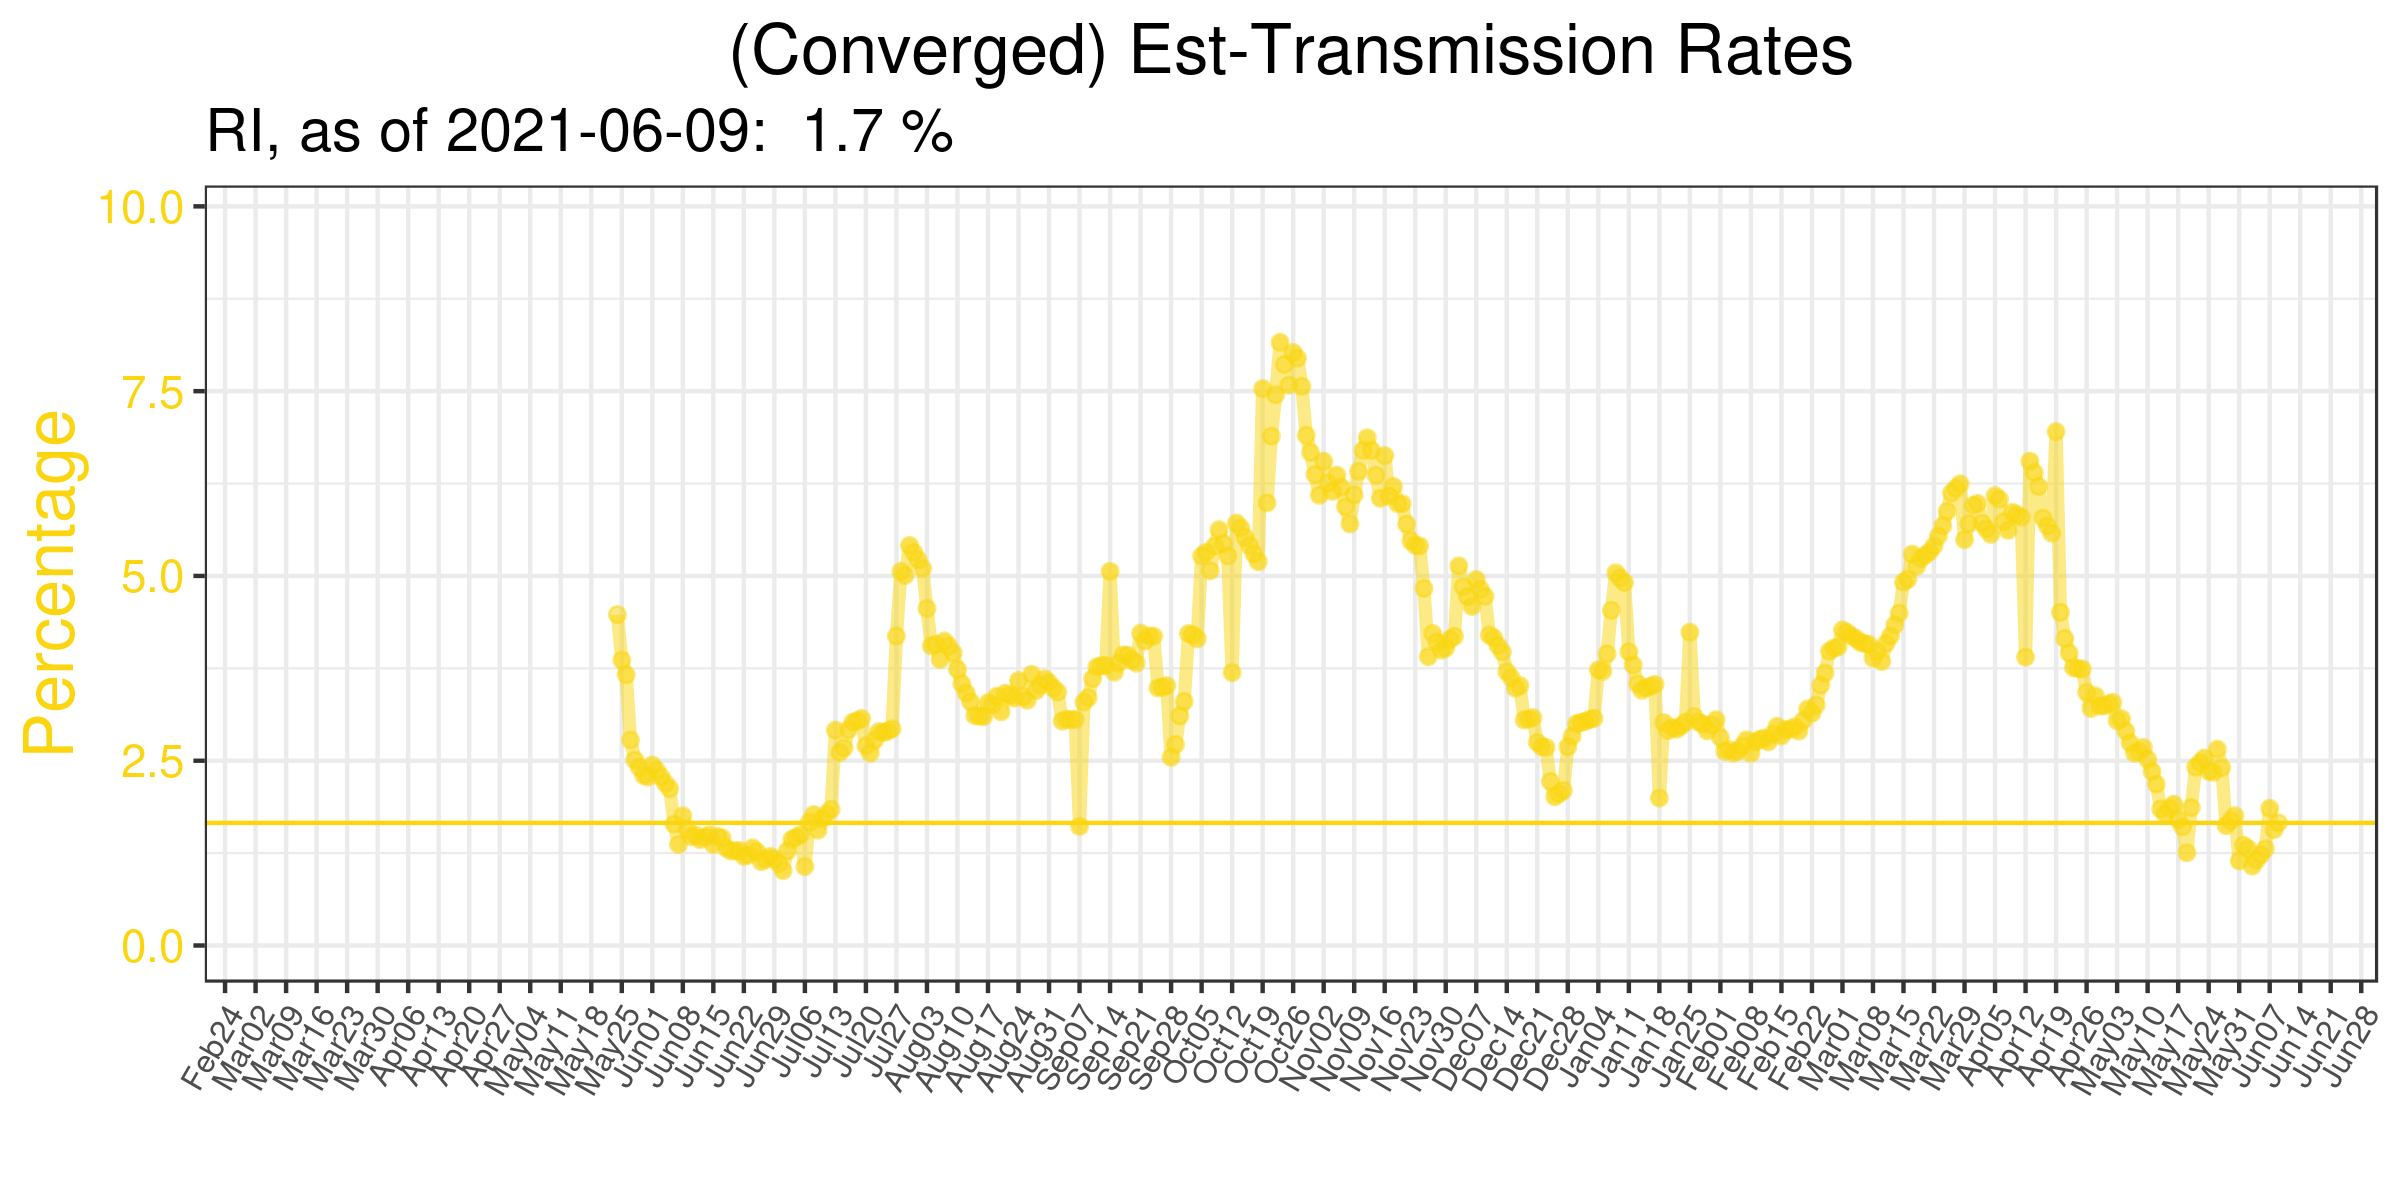 (Converged) Est-Transmission Rates
RI, as of 2021-06-09:  1.7 %
Percentage
10.0
7.5
5.0
2.5
0.0
Feb24
Mar02
Mar09
Mar16
Mar23
Mar30
Apr06
Apr13
Apr20
Apr27
May04
May11
May18
May25
Jun01
Jun08
Jun15
Jun22
Jun29
Jul06
Jul13
Jul20
Jul27
Aug03
Aug10
Aug17
Aug24
Aug31
Sep07
Sep14
Sep21
Sep28
Oct05
Oct12
Oct19
Oct26
Nov02
Nov09
Nov16
Nov23
Nov30
Dec07
Dec14
Dec21
Dec28
Jan04
Jan11
Jan18
Jan25
Feb01
Feb08
Feb15
Feb22
Mar01
Mar08
Mar15
Mar22
Mar29
Apr05
Apr12
Apr19
Apr26
May03
May10
May17
May24
May31
Jun07
Jun14
Jun21
Jun28